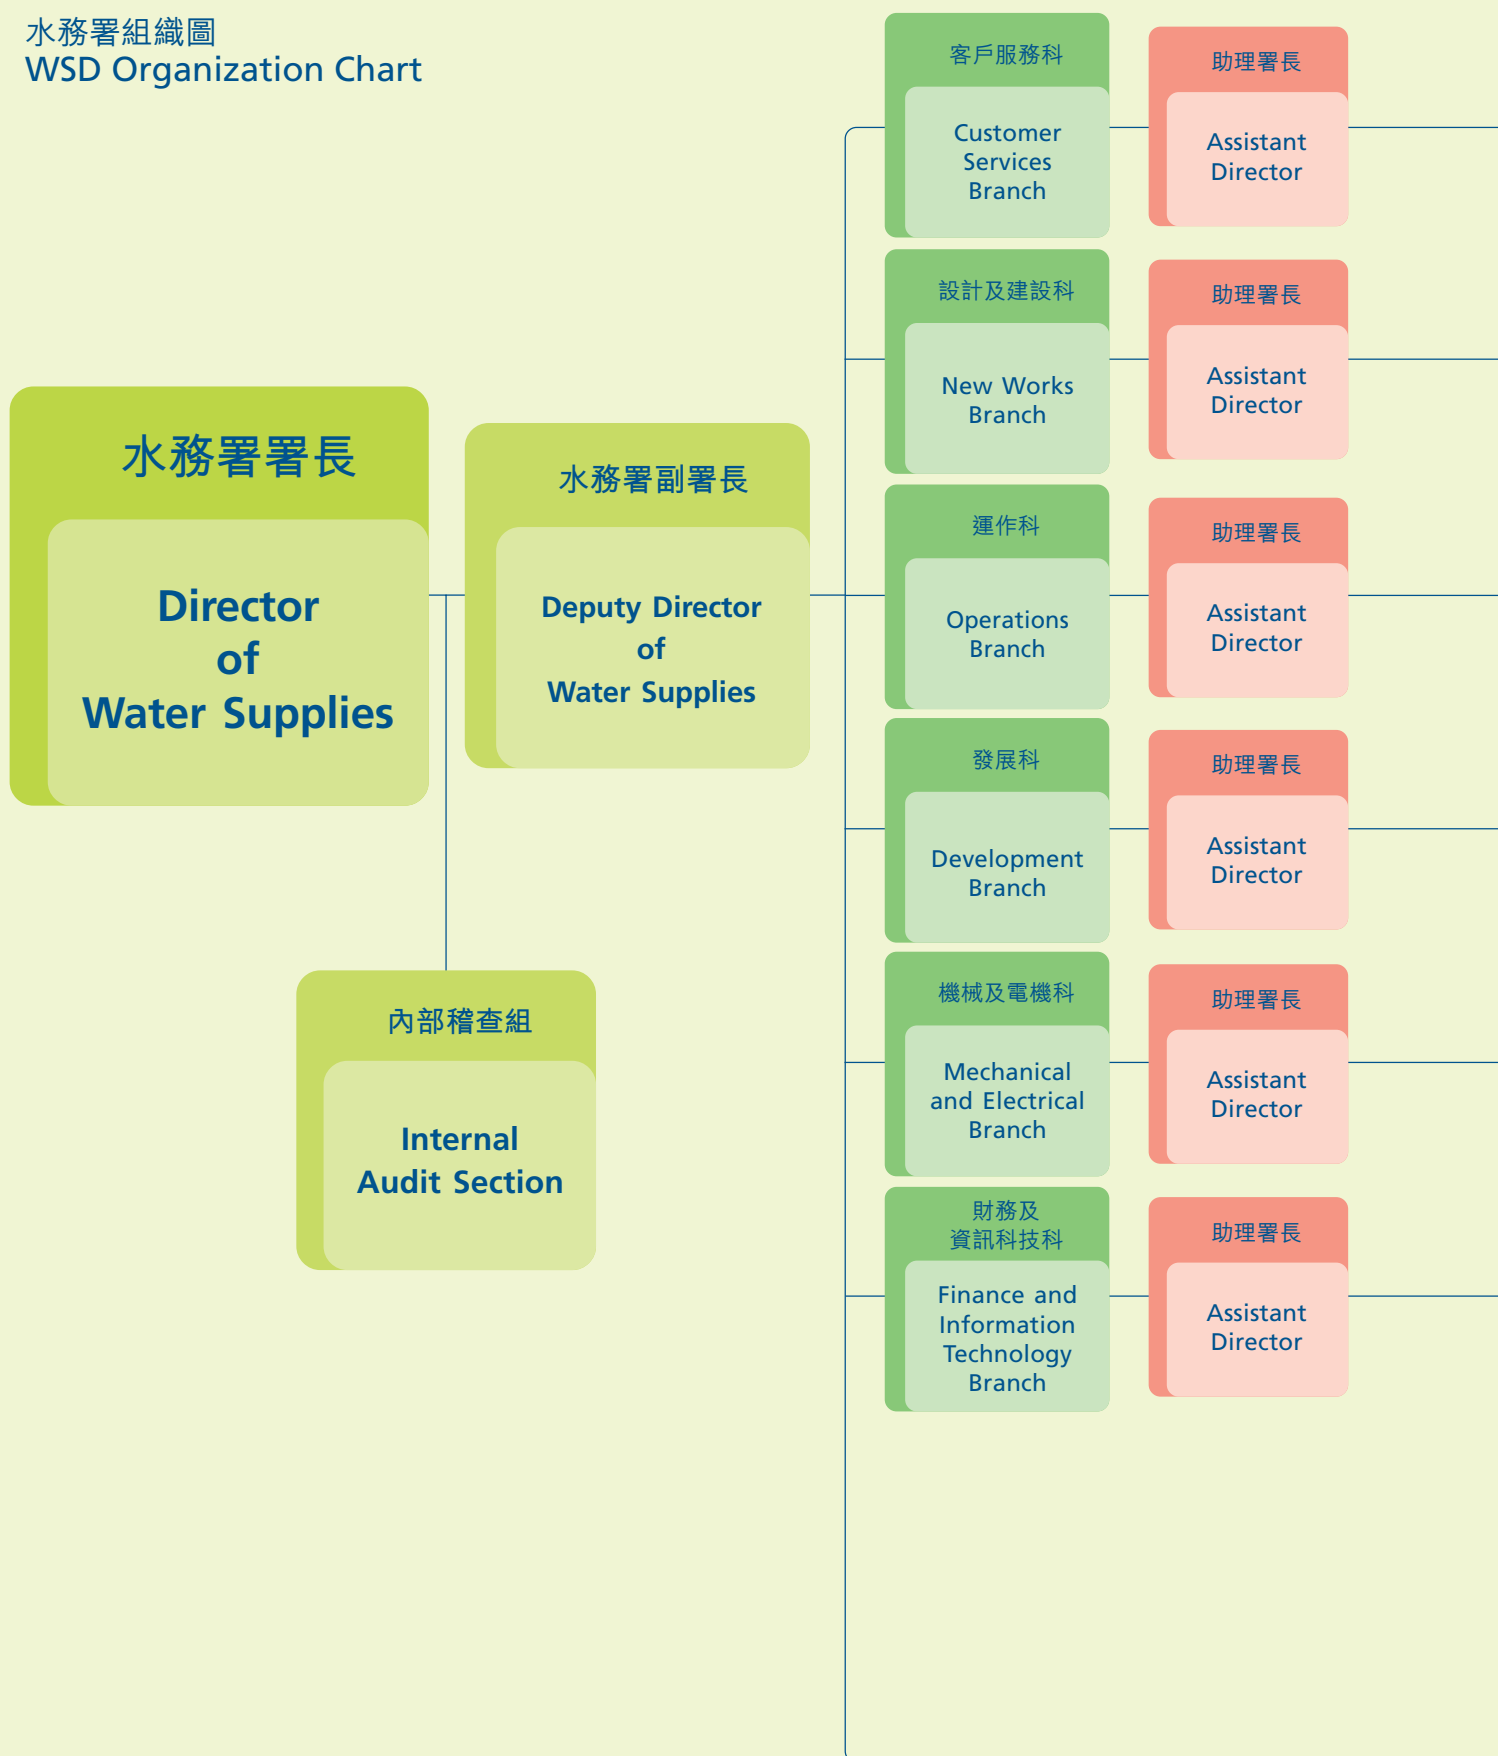 水務署組織圖
WSD Organization Chart
水務署署長
Director
of
Water Supplies
水務署副署長
Deputy Director
of
Water Supplies
內部稽查組
Internal
Audit Section
客戶服務科
Customer
Services
Branch
助理署長
Assistant
Director
設計及建設科
New Works
Branch
助理署長
Assistant
Director
運作科
Operations
Branch
助理署長
Assistant
Director
發展科
Development
Branch
助理署長
Assistant
Director
機械及電機科
Mechanical
and Electrical
Branch
助理署長
Assistant
Director
財務及
資訊科技科
Finance and
Information
Technology
Branch
助理署長
Assistant
Director